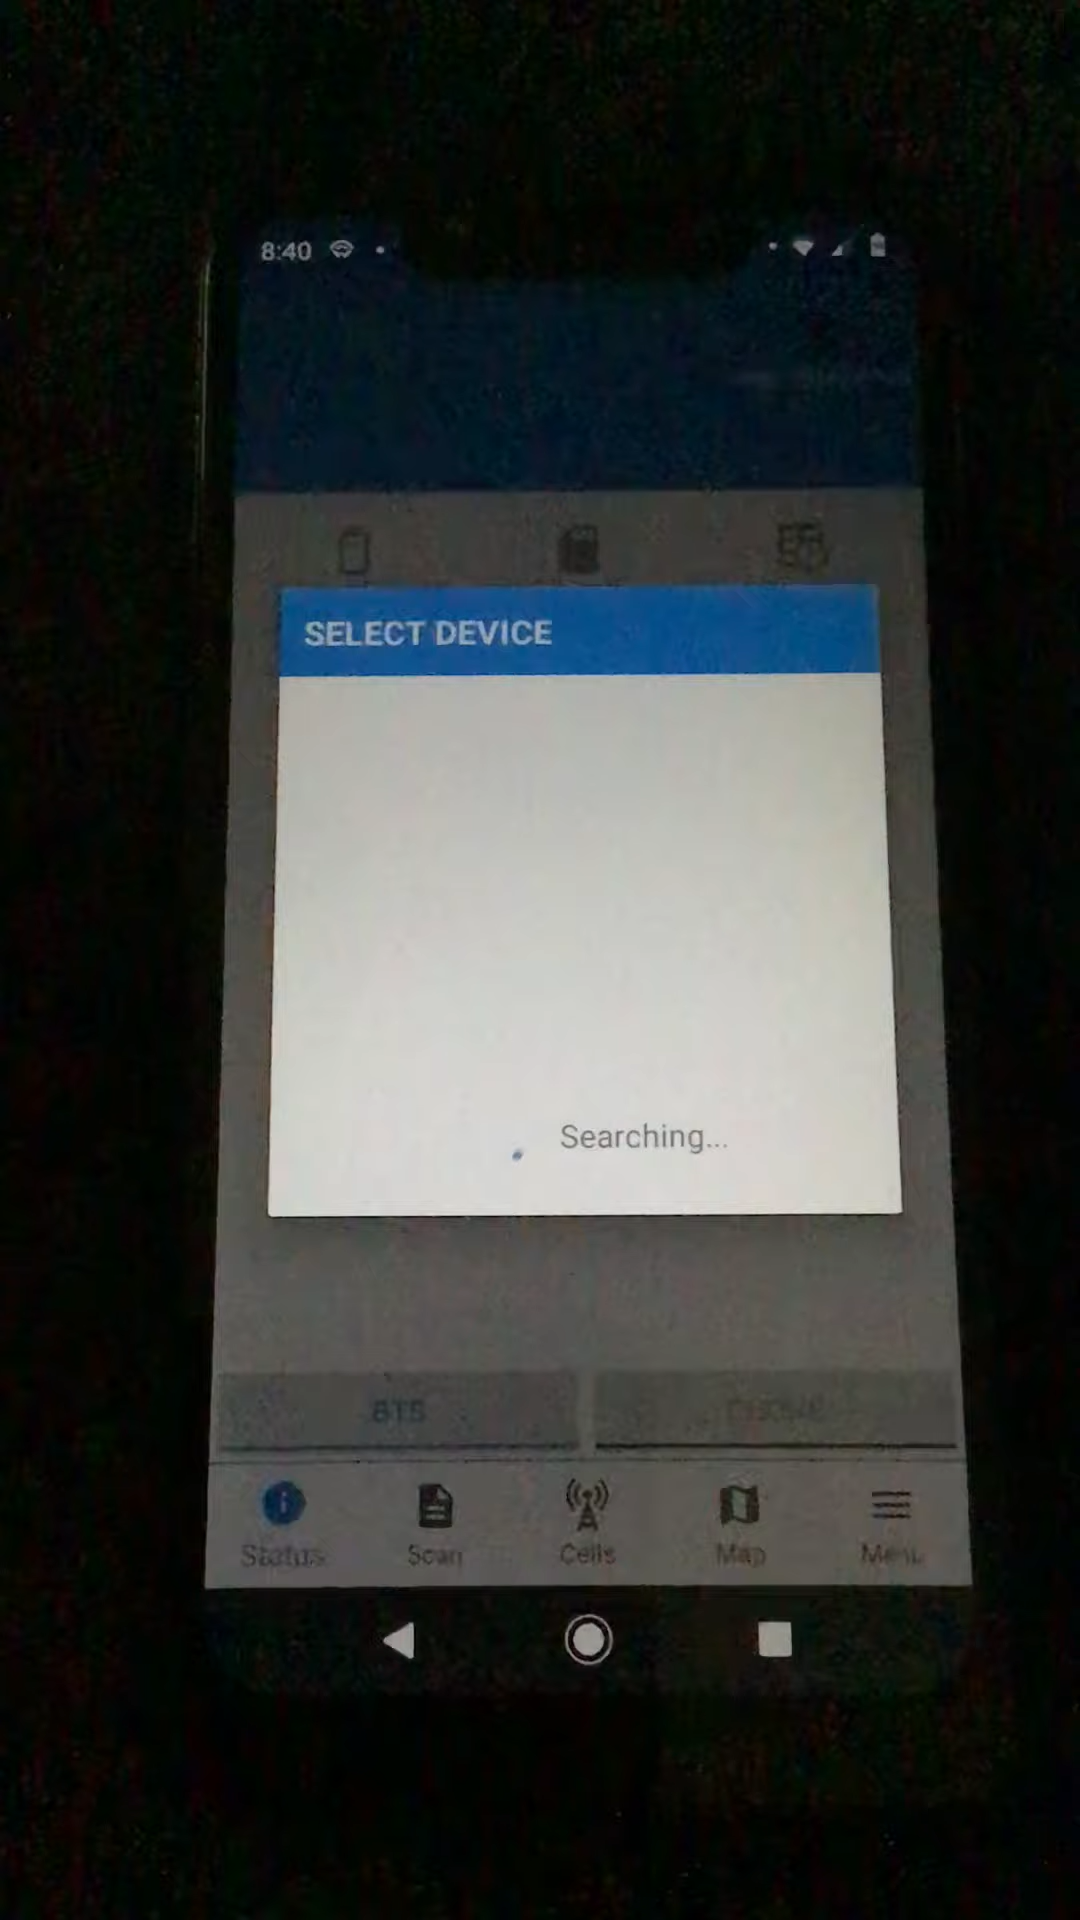 8:40
SELECT DEVICE
Searching...
BTS
Status Scan Cells Map Menu